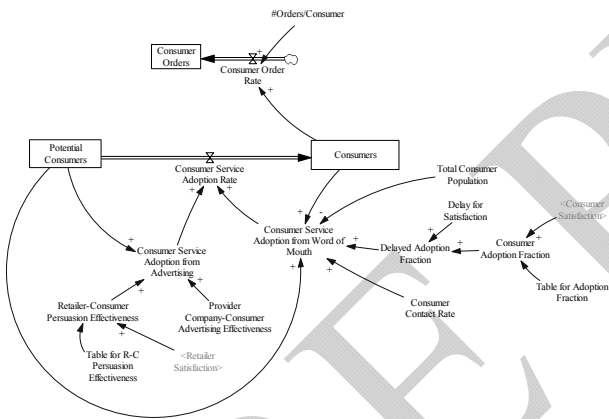 #Orders/Consumer
+
Consumer
Orders
Consumer Order
Rate
+
Potential
Consumers
Consumers
Consumer Service
Adoption Rate
+
+
Total Consumer
Population
Delay for
Satisfaction
<Consumer
Satisfaction>
+
-
+
Consumer Service
Adoption from Word of
Mouth
+
+
+
+
Delayed Adoption
Fraction
+
Consumer
Adoption Fraction
+
Consumer Service
Adoption from
Advertising
+
+
Table for Adoption
Fraction
Consumer
Contact Rate
Retailer-Consumer
Persuasion Effectiveness
+
Provider
Company-Consumer
Advertising Effectiveness
Table for R-C
Persuasion
Effectiveness
<Retailer
Satisfaction>